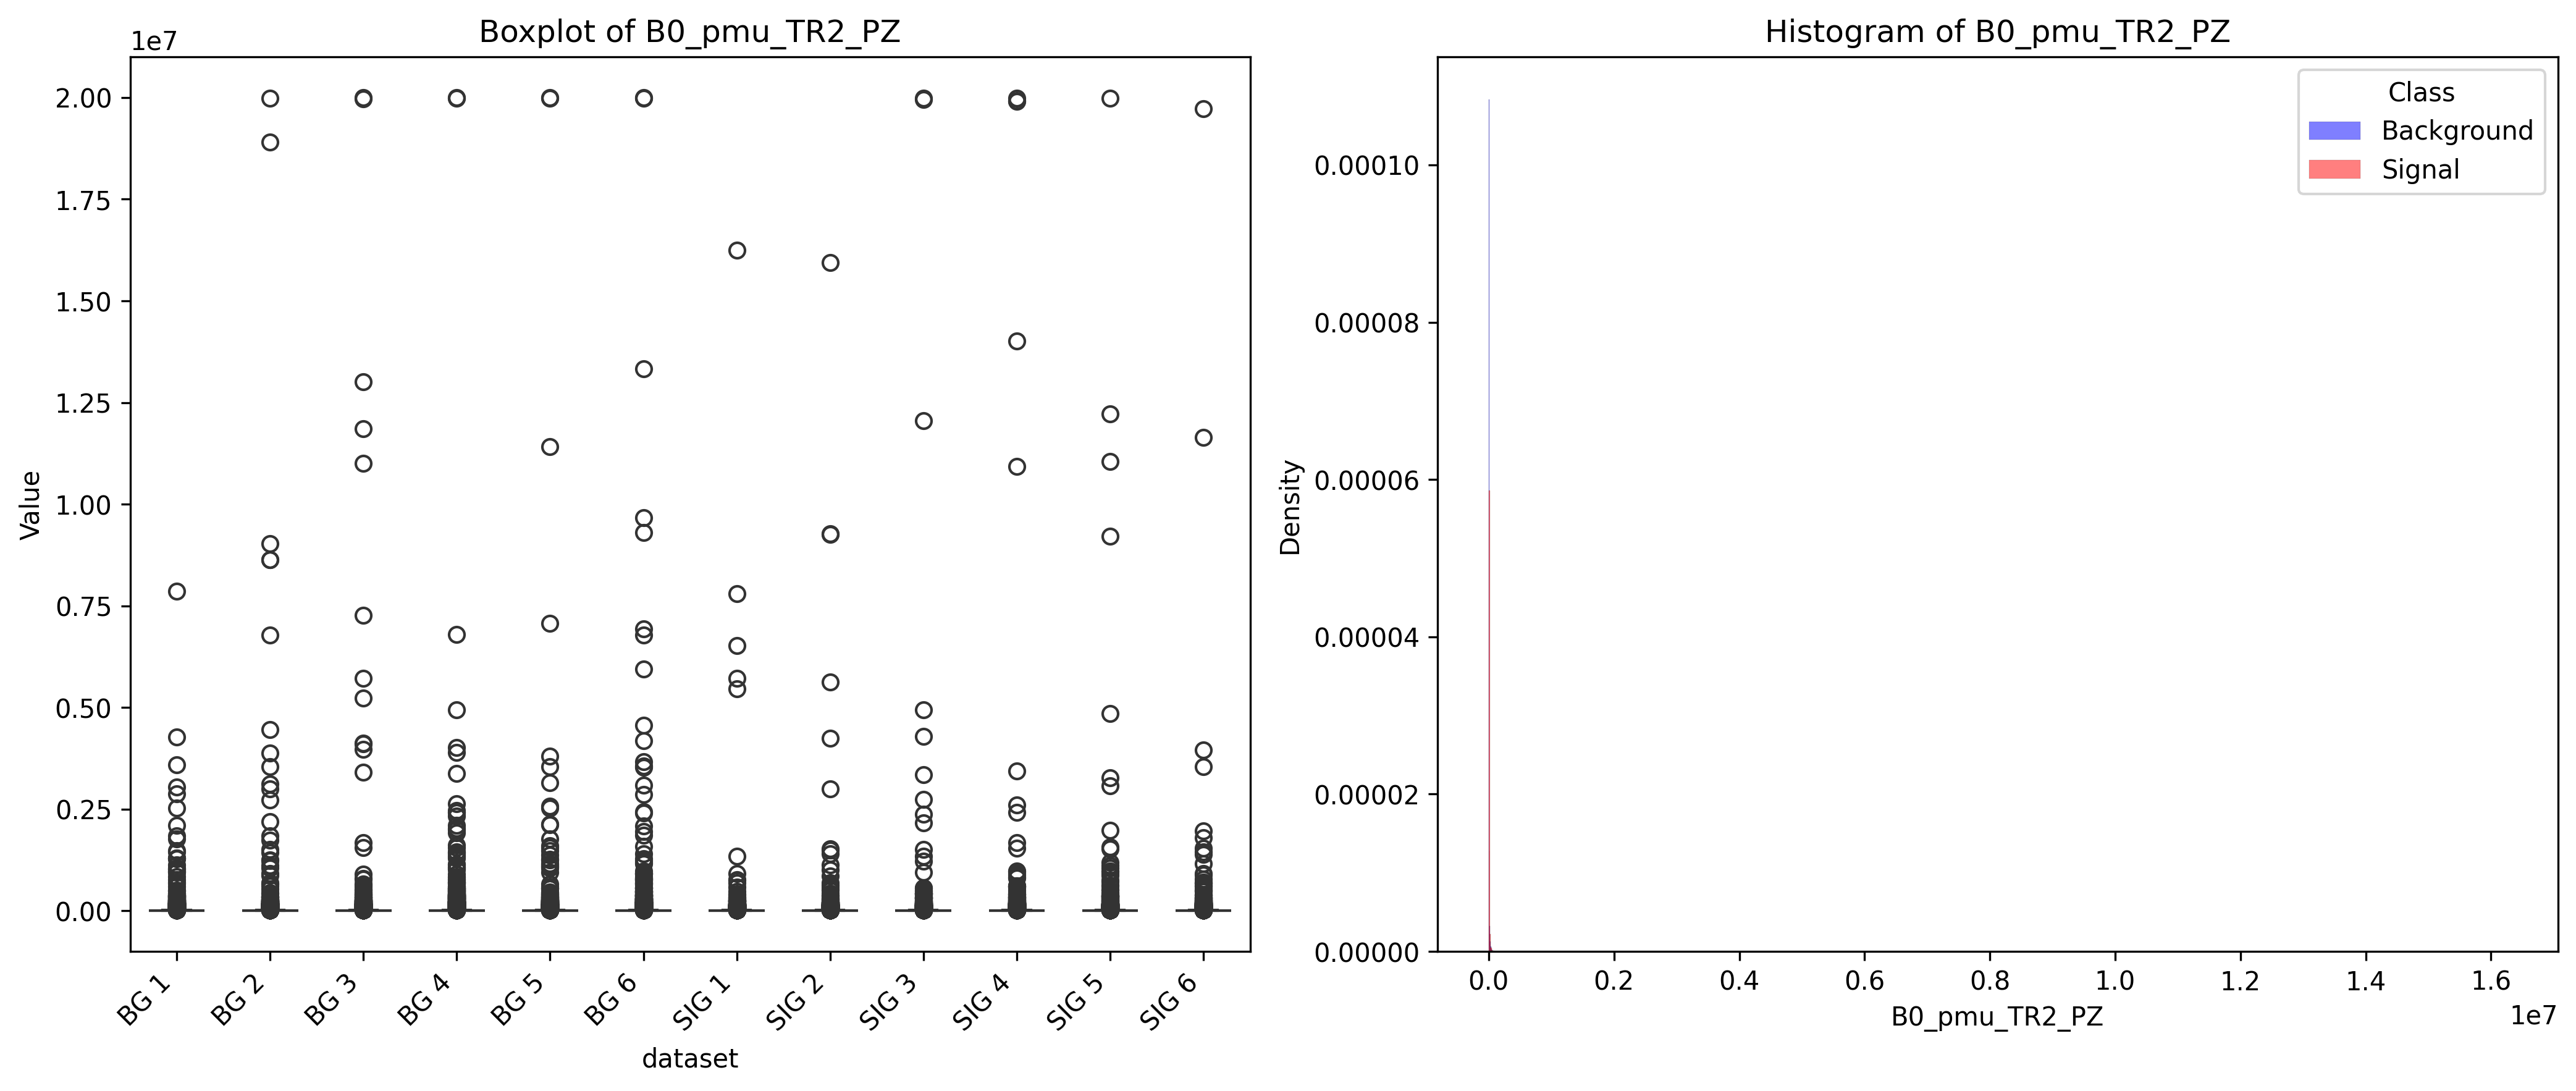 Boxplot of B0_pmu_TR2_PZ
1e7
2.00
1.75
1.50
1.25
1.00
0.75
0.50
0.25
0.00
Value
BG 1
BG 2
BG 3
BG 4
BG 5
BG 6
SIG 1
SIG 2
SIG 3
SIG 4
SIG 5
SIG 6
dataset
Histogram of B0_pmu_TR2_PZ
Class
Background
Signal
0.00010
0.00008
0.00006
0.00004
0.00002
0.00000
Density
0.0
0.2
0.4
0.6
0.8
1.0
1.2
1.4
1.6
1e7
B0_pmu_TR2_PZ